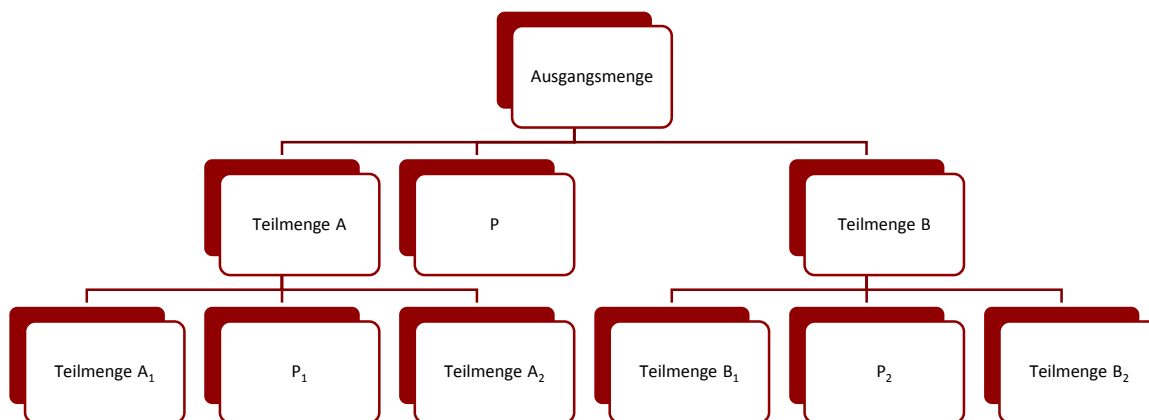 Ausgangsmenge
Teilmenge A
P
Teilmenge B
Teilmenge A₁
P₁
Teilmenge A₂
Teilmenge B₁
P₂
Teilmenge B₂